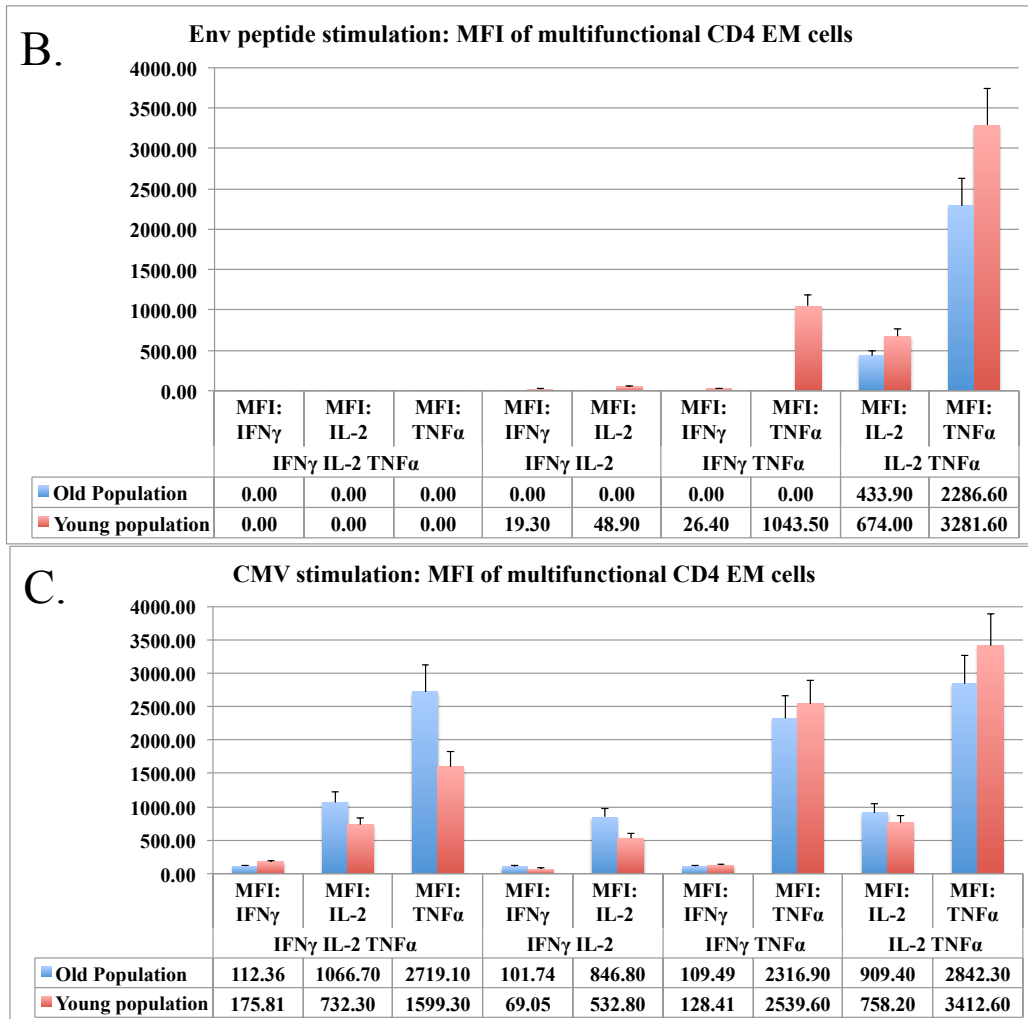 B.
Env peptide stimulation: MFI of multifunctional CD4 EM cells
4000.00
3500.00
3000.00
2500.00
2000.00
1500.00
1000.00
500.00
0.00
MFI: IFNγ MFI: IL-2 MFI: TNFα MFI: IFNγ MFI: IL-2 MFI: IFNγ MFI: TNFα MFI: IL-2 MFI: TNFα
IFNγ IL-2 TNFα IFNγ IL-2 IFNγ TNFα IL-2 TNFα
Old Population 0.00 0.00 0.00 0.00 0.00 0.00 0.00 433.90 2286.60
Young population 0.00 0.00 0.00 19.30 48.90 26.40 1043.50 674.00 3281.60
C.
CMV stimulation: MFI of multifunctional CD4 EM cells
4000.00
3500.00
3000.00
2500.00
2000.00
1500.00
1000.00
500.00
0.00
MFI: IFNγ MFI: IL-2 MFI: TNFα MFI: IFNγ MFI: IL-2 MFI: IFNγ MFI: TNFα MFI: IL-2 MFI: TNFα
IFNγ IL-2 TNFα IFNγ IL-2 IFNγ TNFα IL-2 TNFα
Old Population 112.36 1066.70 2719.10 101.74 846.80 109.49 2316.90 909.40 2842.30
Young population 175.81 732.30 1599.30 69.05 532.80 128.41 2539.60 758.20 3412.60